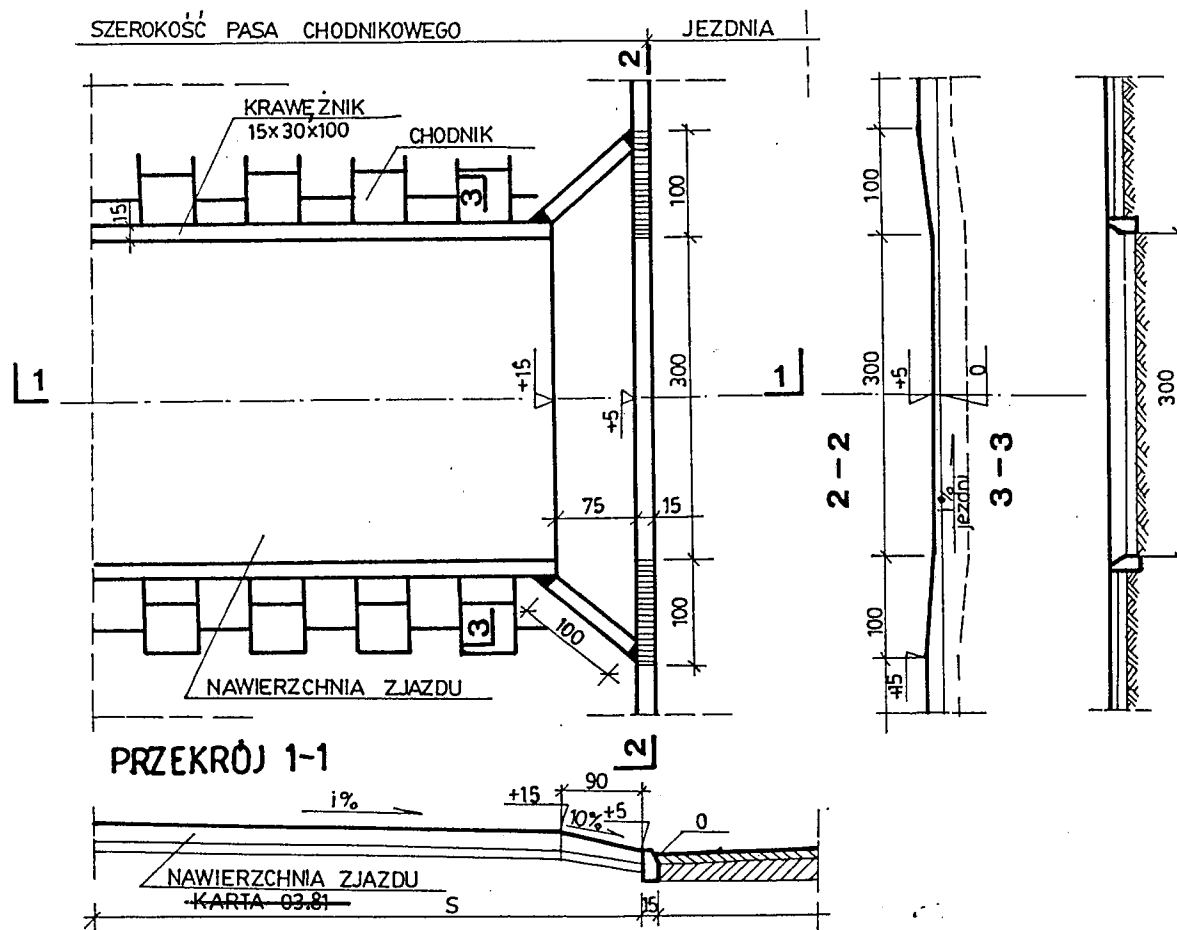 SZEROKOŚĆ PASA CHODNIKOWEGO
JEZDNIA
2
KRAWĘŻNIK
15x30x100
CHODNIK
3
15
100
100
300
+15
+5
1
1
300
+5
0
300
2-2
3-3
i%
jezdni
75
15
3
100
100
100
+15
NAWIERZCHNIA ZJAZDU
PRZEKRÓJ 1-1
2
90
i%
+15
10%
+5
0
NAWIERZCHNIA ZJAZDU
KARTA 03.81
S
15